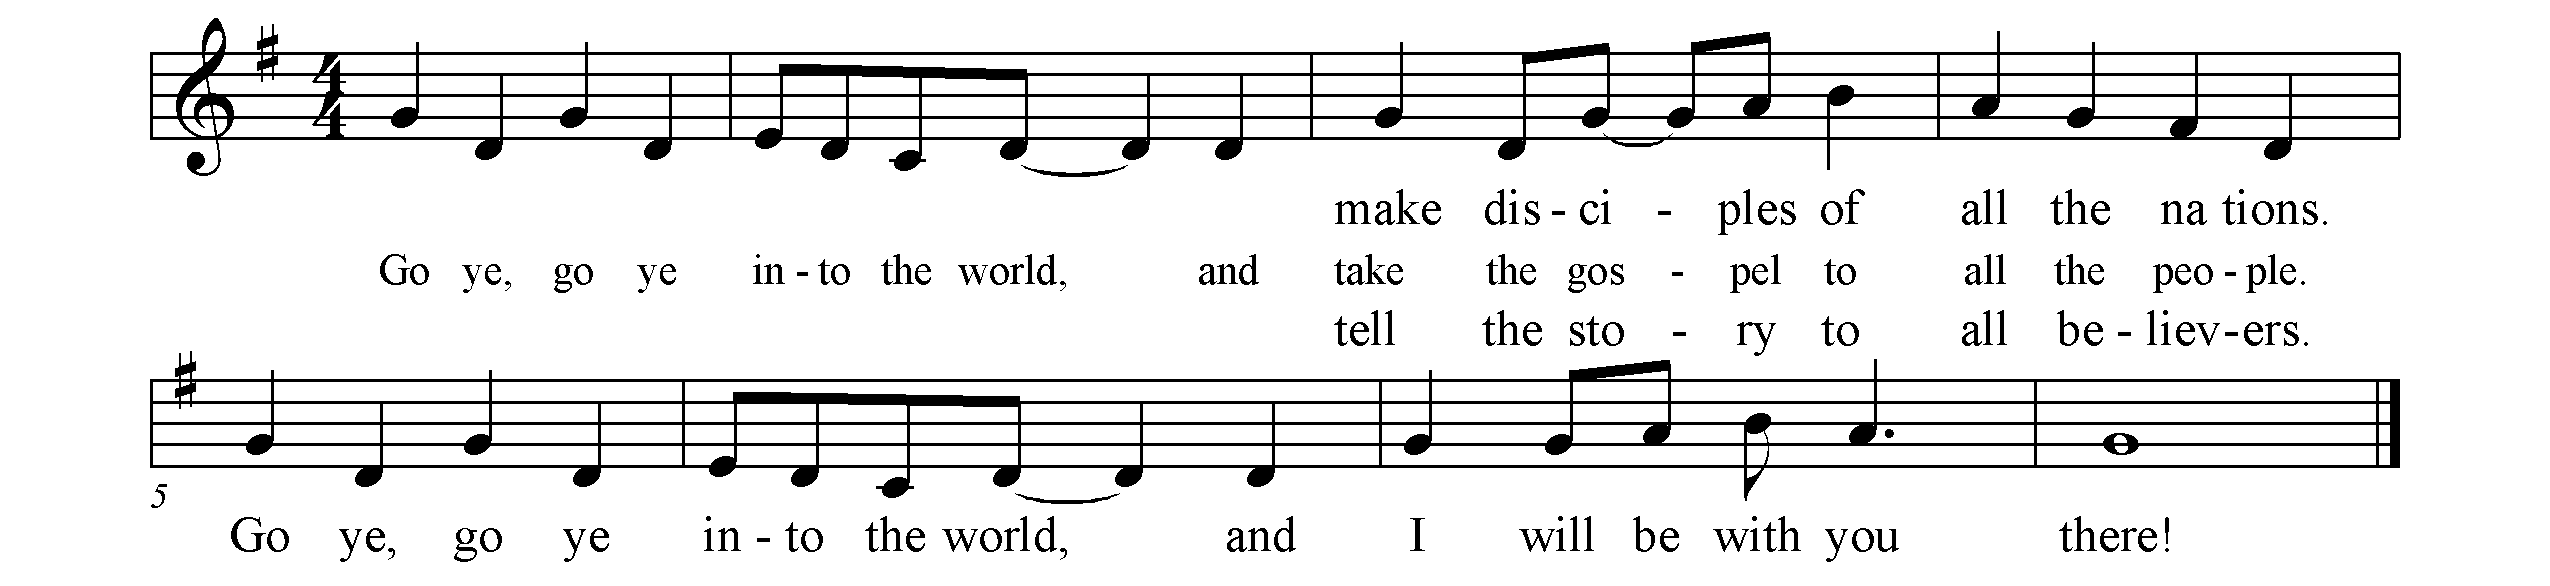 4
4
make dis - ci - ples of all the na tions.
Go ye, go ye in - to the world, and take the gos - pel to all the peo - ple.
tell the sto - ry to all be - liev - ers.
5
Go ye, go ye in - to the world, and I will be with you there!